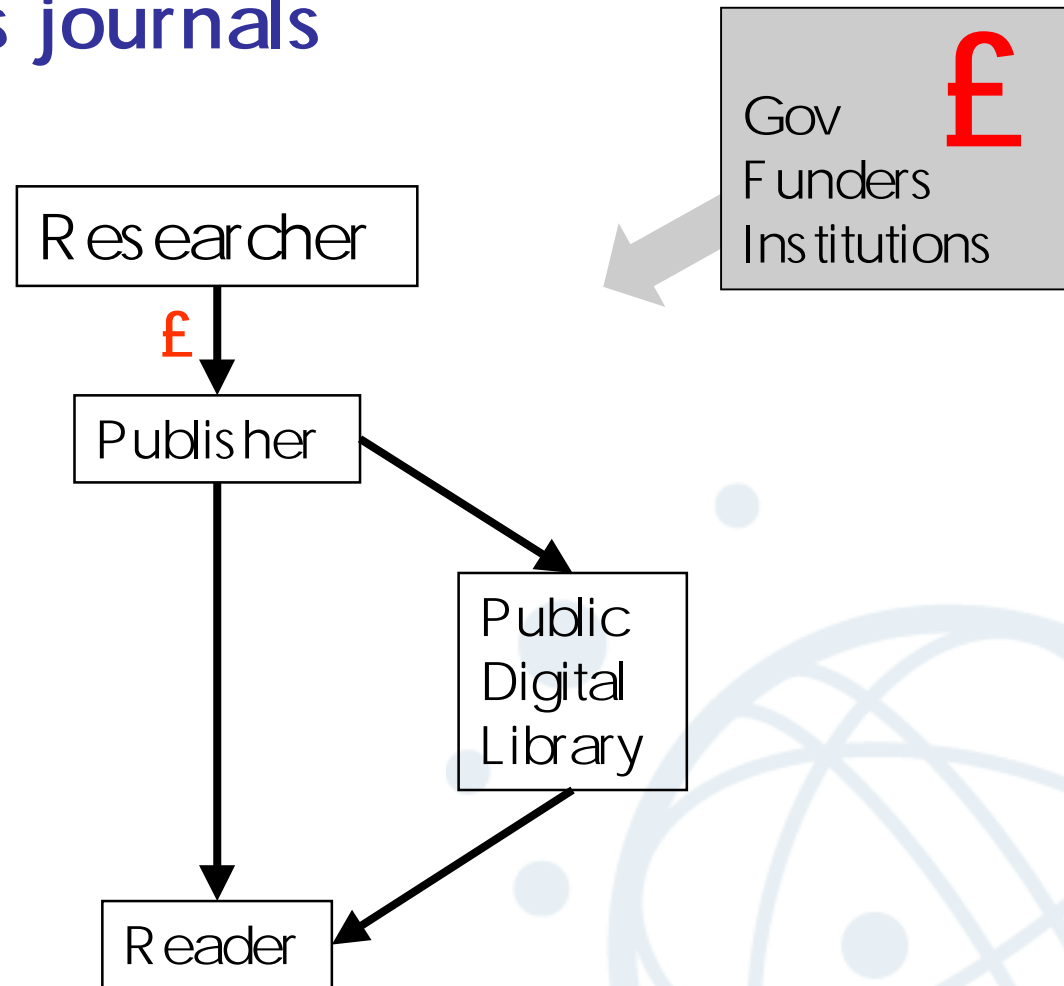 s journals
£
Gov
Funders
Institutions
Researcher
£
Publisher
Public
Digital
Library
Reader